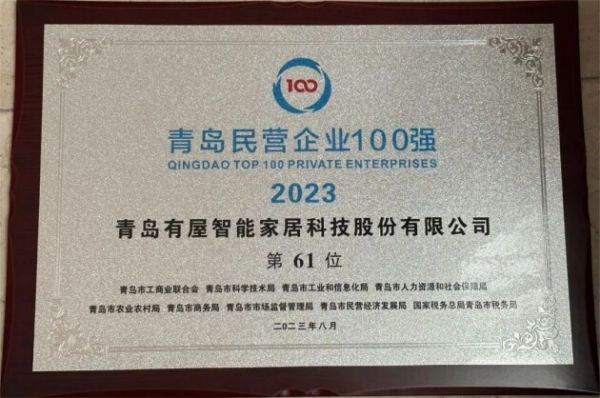 100
青岛民营企业100强
QINGDAO TOP 100 PRIVATE ENTERPRISES
2023
青岛有屋智能家居科技股份有限公司
第 61 位
青岛市工商业联合会 青岛市科学技术局 青岛市工业和信息化局 青岛市人力资源和社会保障局
青岛市农业农村局 青岛市商务局 青岛市市场监督管理局 青岛市民营经济发展局 国家税务总局青岛市税务局
二〇二三年八月